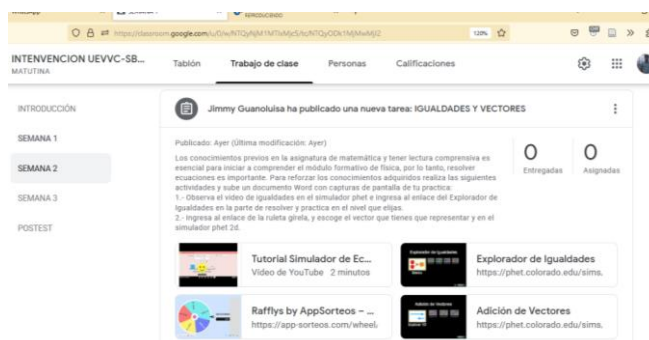 https://classroom.google.com
120%
INTENVENCION UEVVC-SB...
MATUTINA
Tablón
Trabajo de clase
Personas
Calificaciones
INTRODUCCIÓN
SEMANA 1
SEMANA 2
SEMANA 3
POSTEST
Jimmy Guanoluisa ha publicado una nueva tarea: IGUALDADES Y VECTORES
Publicado: Ayer (Última modificación: Ayer)
Los conocimientos previos en la asignatura de matemática y tener lectura comprensiva es
esencial para iniciar a comprender el módulo formativo de física, por lo tanto, resolver
ecuaciones es importante. Para reforzar los conocimientos adquiridos realiza las siguientes
actividades y sube un documento Word con capturas de pantalla de tu practica:
1.- Observa el video de igualdades en el simulador phet e ingresa al enlace del Explorador de
Igualdades en la parte de resolver y practica en el nivel que elijas.
2.- Ingresa al enlace de la ruleta gírela, y escoge el vector que tienes que representar y en el
simulador phet 2d.
0
Entregadas
0
Asignadas
Tutorial Simulador de Ec...
Vídeo de YouTube 2 minutos
Explorador de Igualdades
https://phet.colorado.edu/sims.
Rafflys by AppSorteos – ...
https://app-sorteos.com/wheel.
Adición de Vectores
https://phet.colorado.edu/sims.